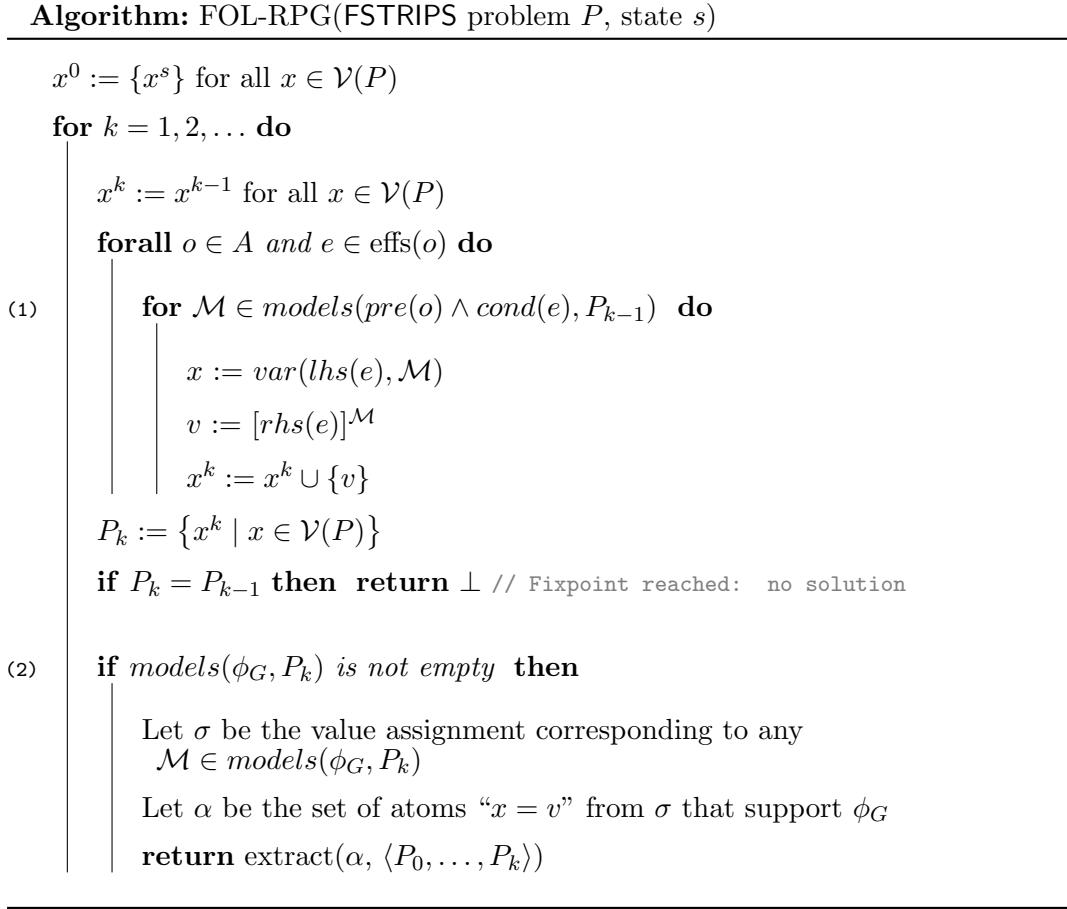 Algorithm: FOL-RPG(FSTRIPS problem P, state s)
x^0 := {x^s} for all x ∈ 𝒱(P)
for k = 1, 2, … do
x^k := x^{k−1} for all x ∈ 𝒱(P)
forall o ∈ A and e ∈ effs(o) do
(1) for ℳ ∈ models(pre(o) ∧ cond(e), P_{k−1}) do
x := var(lhs(e), ℳ)
v := [rhs(e)]^ℳ
x^k := x^k ∪ {v}
P_k := {x^k | x ∈ 𝒱(P)}
if P_k = P_{k−1} then return ⊥ // Fixpoint reached: no solution
(2) if models(ϕ_G, P_k) is not empty then
Let σ be the value assignment corresponding to any
ℳ ∈ models(ϕ_G, P_k)
Let α be the set of atoms “x = v” from σ that support ϕ_G
return extract(α, ⟨P_0, …, P_k⟩)